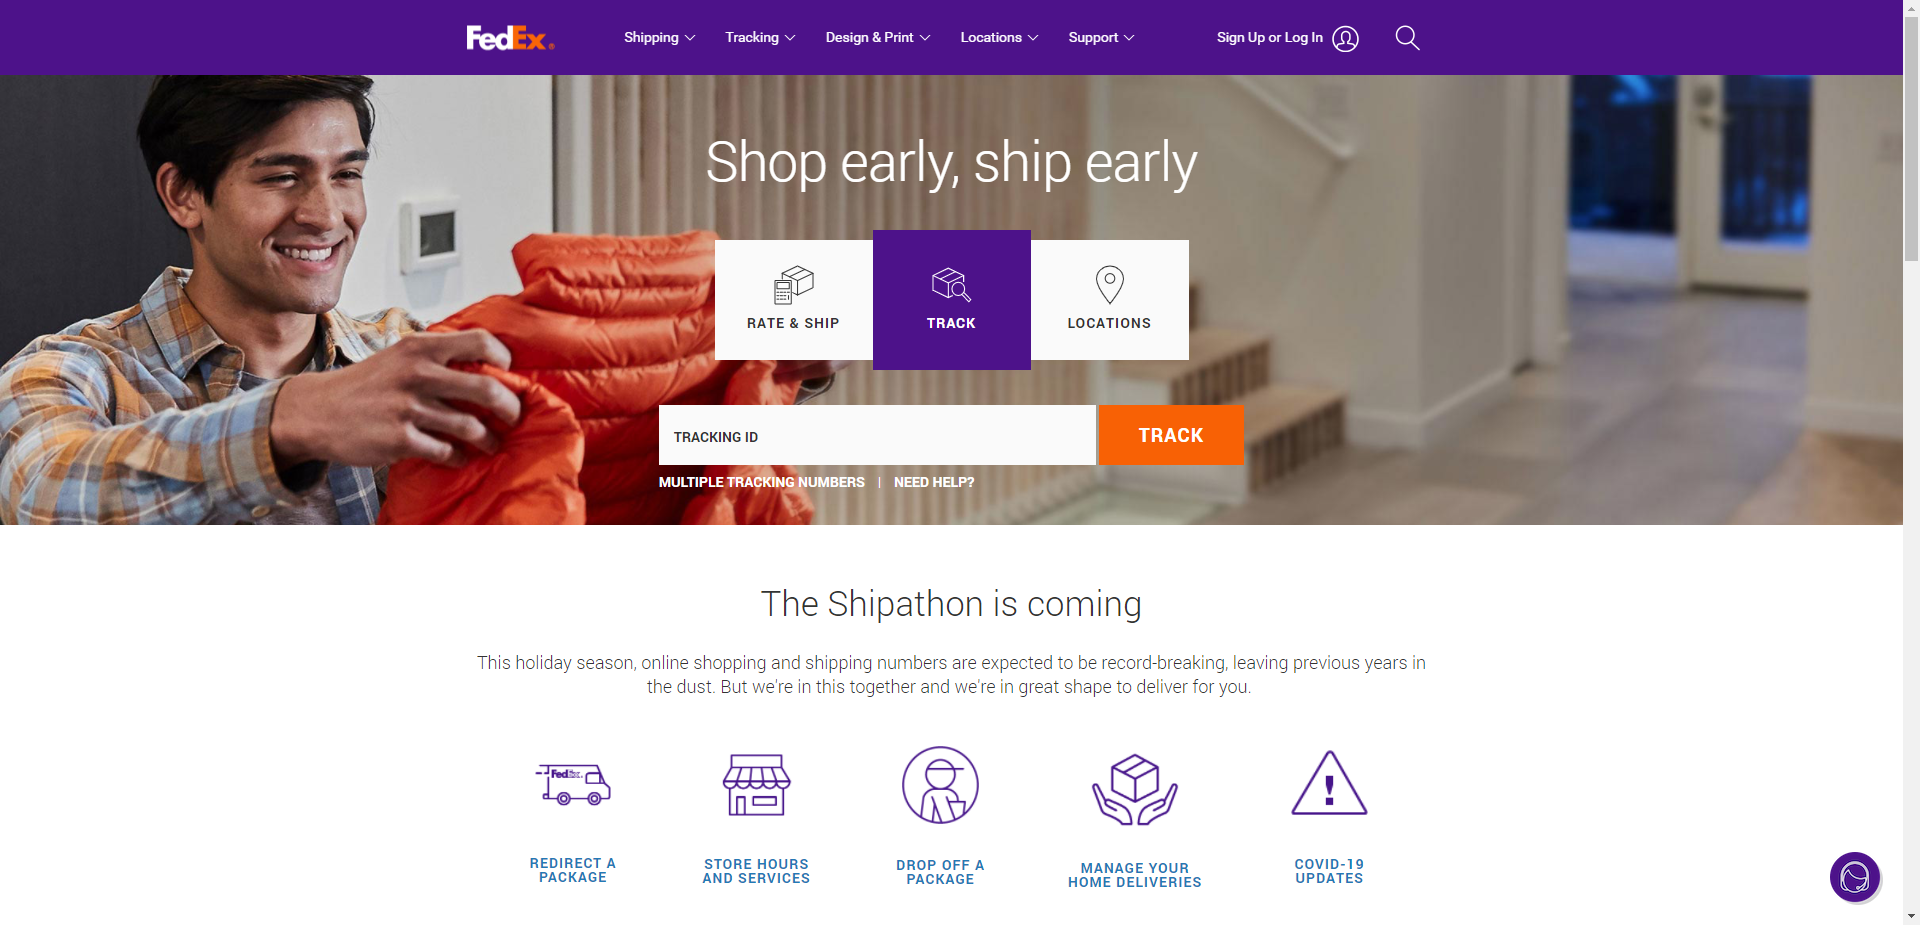 FedEx®
Shipping
Tracking
Design & Print
Locations
Support
Sign Up or Log In
Shop early, ship early
RATE & SHIP
TRACK
LOCATIONS
TRACKING ID
TRACK
MULTIPLE TRACKING NUMBERS | NEED HELP?
The Shipathon is coming
This holiday season, online shopping and shipping numbers are expected to be record-breaking, leaving previous years in
the dust. But we're in this together and we're in great shape to deliver for you.
FedEx
REDIRECT A
PACKAGE
STORE HOURS
AND SERVICES
DROP OFF A
PACKAGE
MANAGE YOUR
HOME DELIVERIES
COVID-19
UPDATES